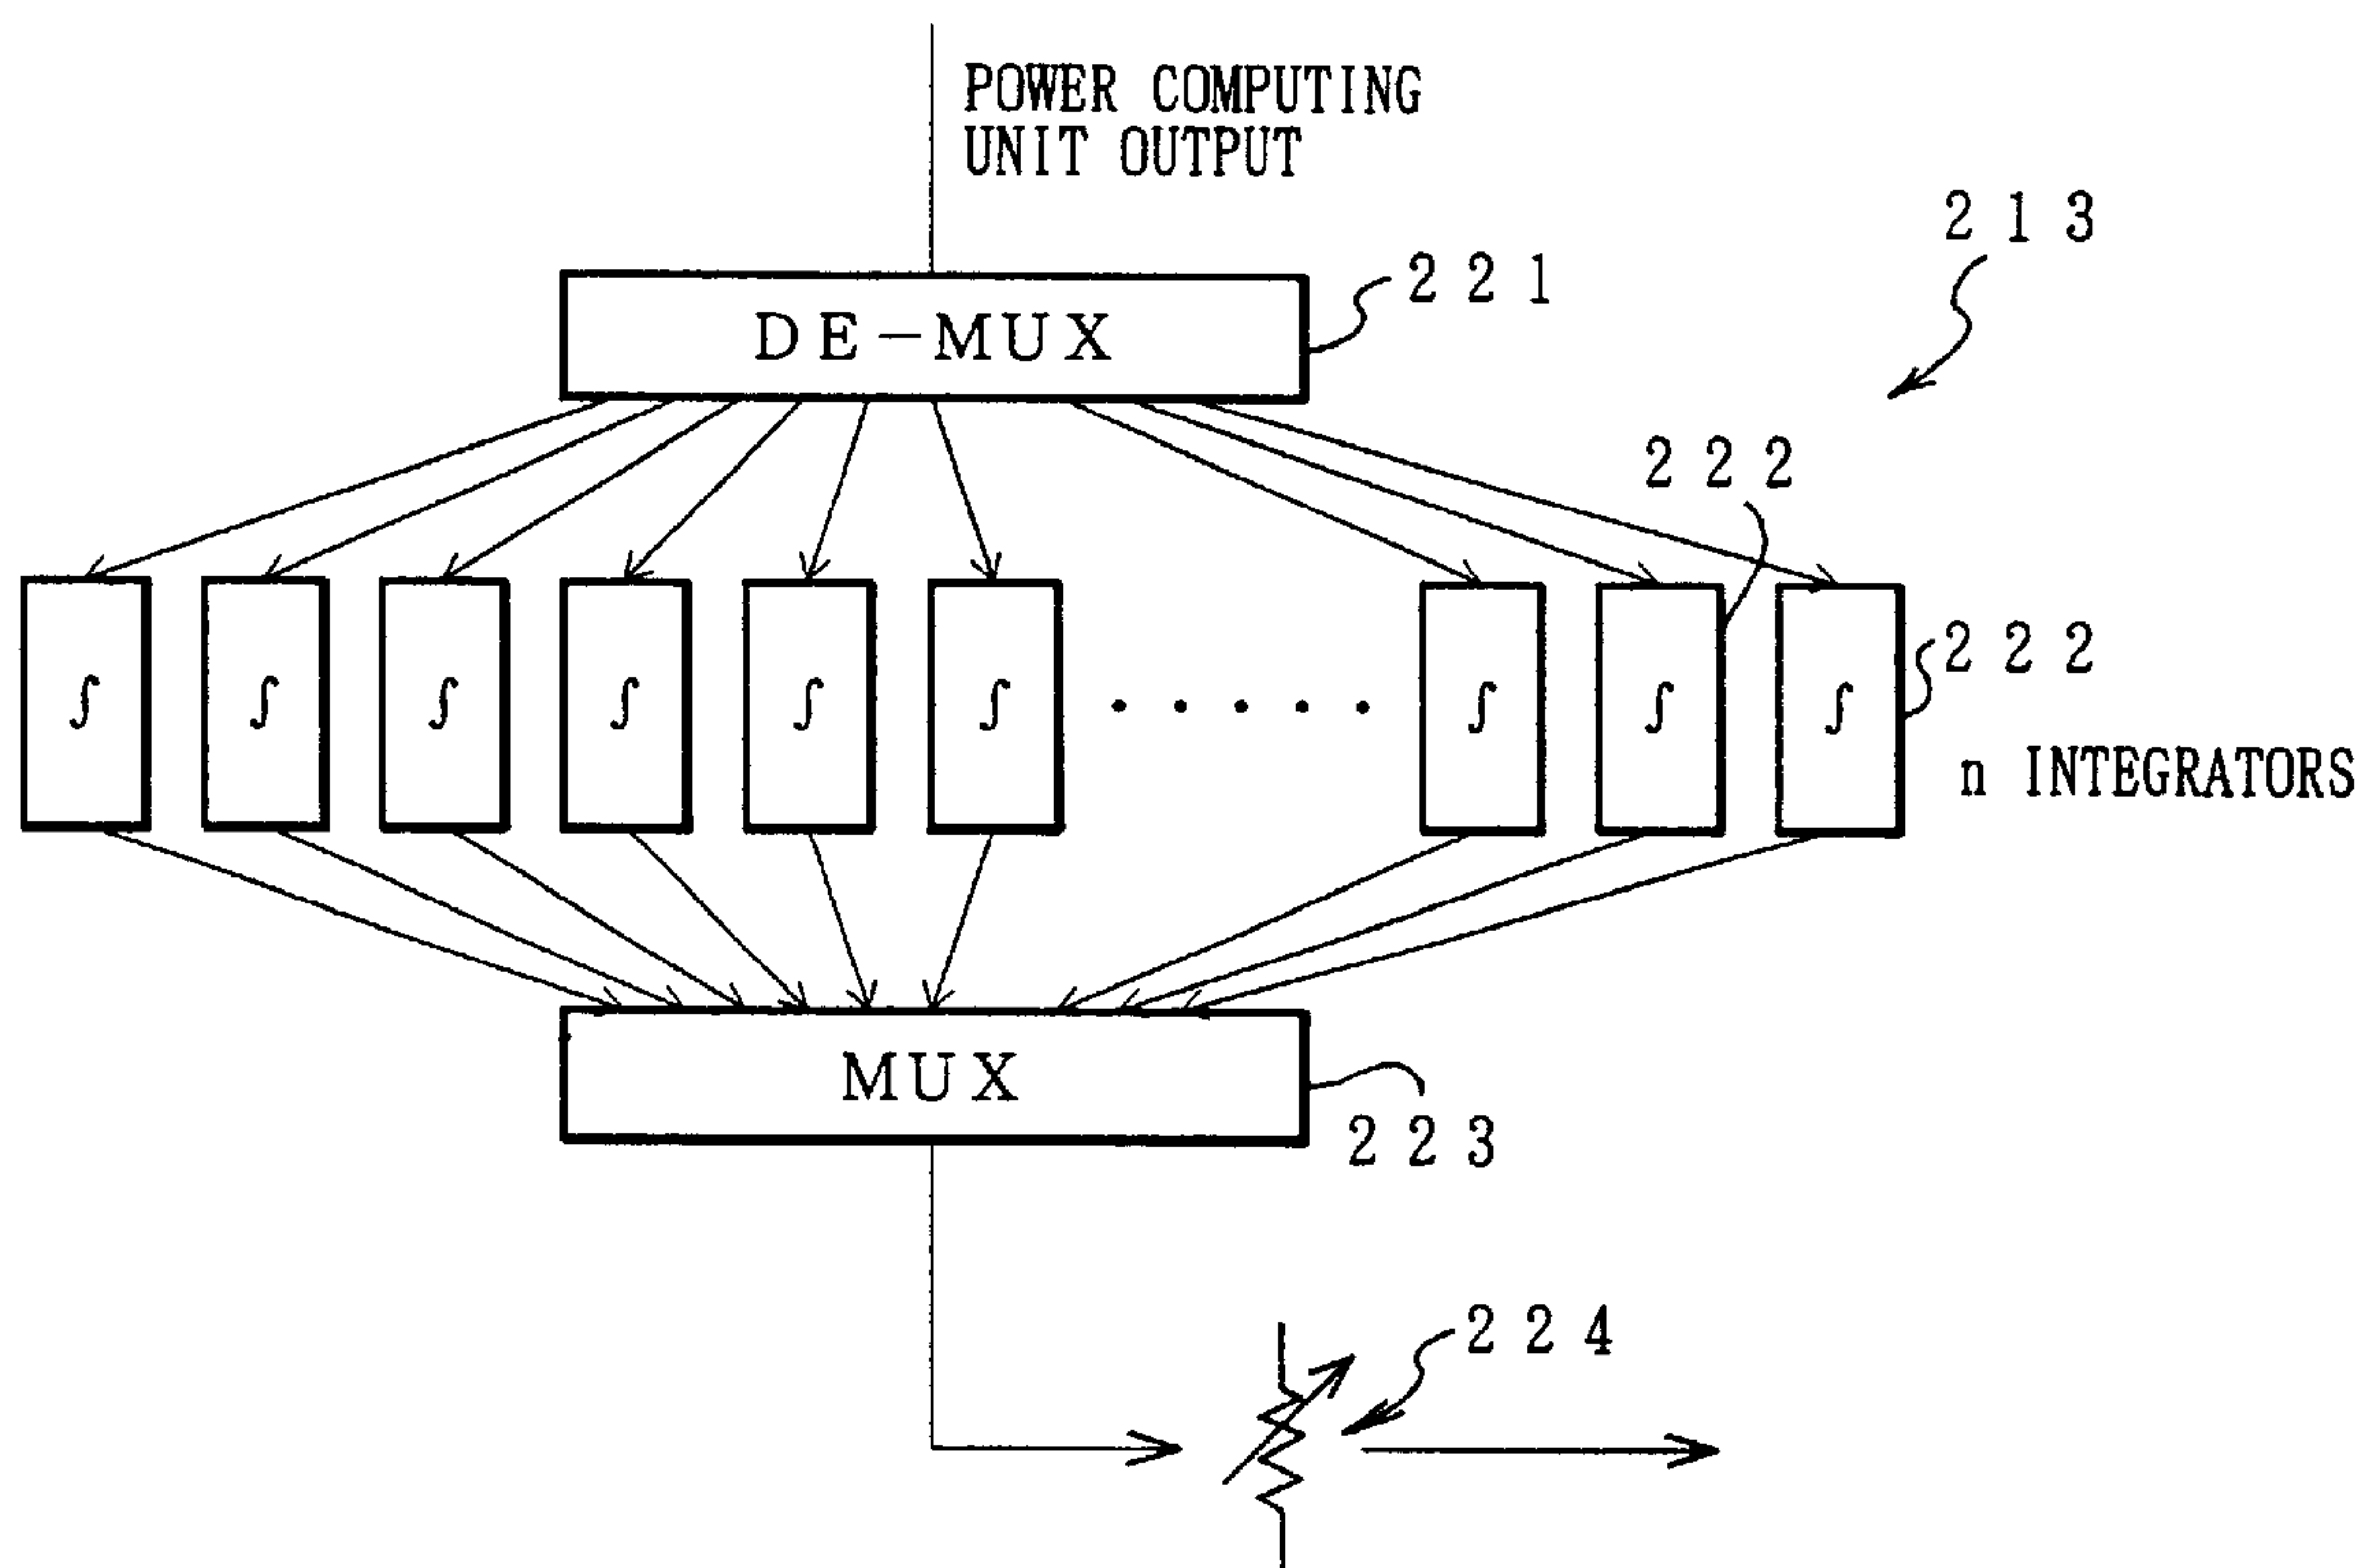 POWER COMPUTING
UNIT OUTPUT
213
DE-MUX
221
222
∫ ∫ ∫ ∫ ∫ ∫ · · · · · ∫ ∫ ∫
222
n INTEGRATORS
MUX
223
224